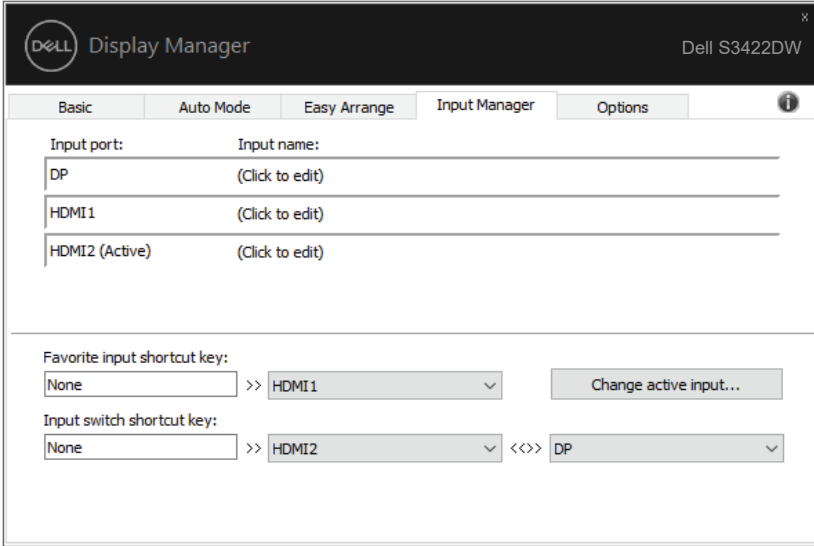 x
DELL Display Manager Dell S3422DW
Basic Auto Mode Easy Arrange Input Manager Options i
Input port: Input name:
DP (Click to edit)
HDMI1 (Click to edit)
HDMI2 (Active) (Click to edit)
Favorite input shortcut key:
None >> HDMI1 Change active input...
Input switch shortcut key:
None >> HDMI2 <<>> DP